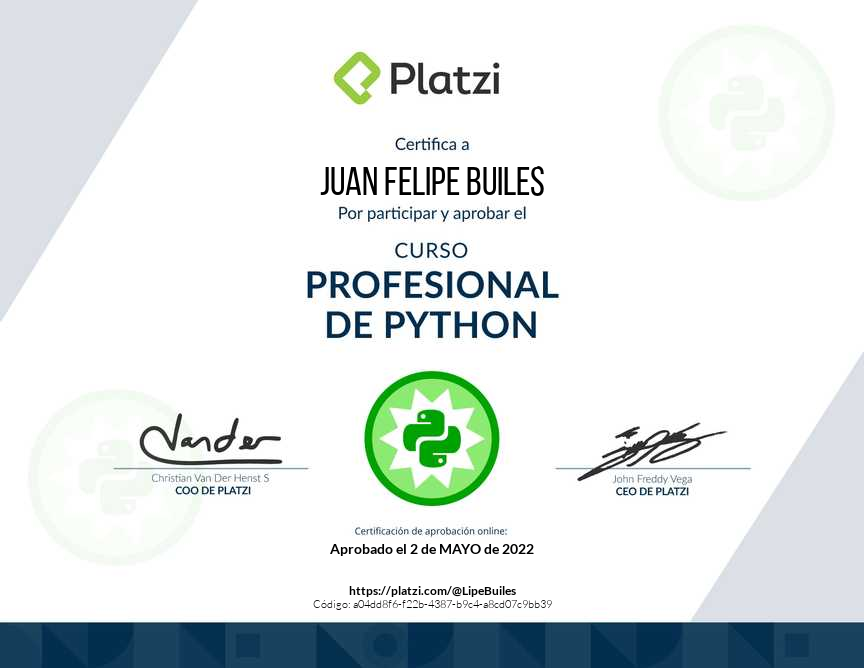 Platzi
Certifica a
JUAN FELIPE BUILES
Por participar y aprobar el
CURSO
PROFESIONAL
DE PYTHON
Vander
Christian Van Der Henst S
COO DE PLATZI
John Freddy Vega
CEO DE PLATZI
Certificación de aprobación online:
Aprobado el 2 de MAYO de 2022
https://platzi.com/@LipeBuiles
Código: a04dd8f6-f22b-4387-b9c4-a8cd07c9bb39